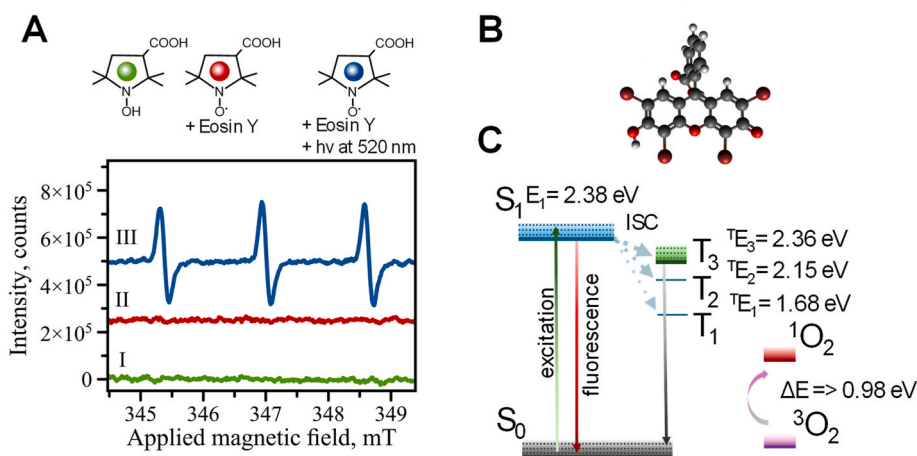 A
COOH
COOH
COOH
N
OH
N
O·
N
O·
+ Eosin Y
+ Eosin Y
+ hv at 520 nm
Intensity, counts
8×10⁵
6×10⁵
4×10⁵
2×10⁵
0
III
II
I
345 346 347 348 349
Applied magnetic field, mT
B
C
S₁ E₁ = 2.38 eV
ISC
T₃ ᵀE₃ = 2.36 eV
T₂ ᵀE₂ = 2.15 eV
T₁ ᵀE₁ = 1.68 eV
excitation
fluorescence
S₀
¹O₂
ΔE => 0.98 eV
³O₂